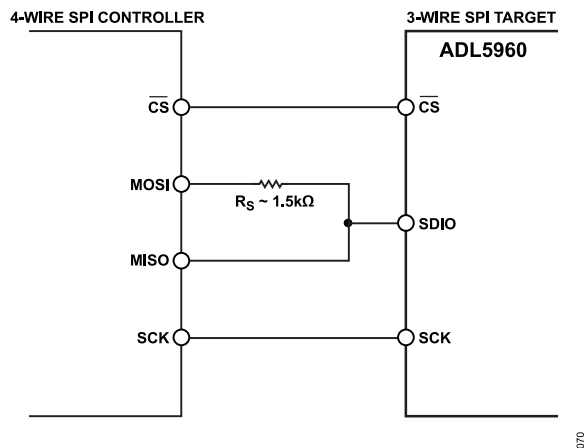 4-WIRE SPI CONTROLLER
3-WIRE SPI TARGET
ADL5960
CS
CS
MOSI
RS ~ 1.5kΩ
SDIO
MISO
SCK
SCK
070